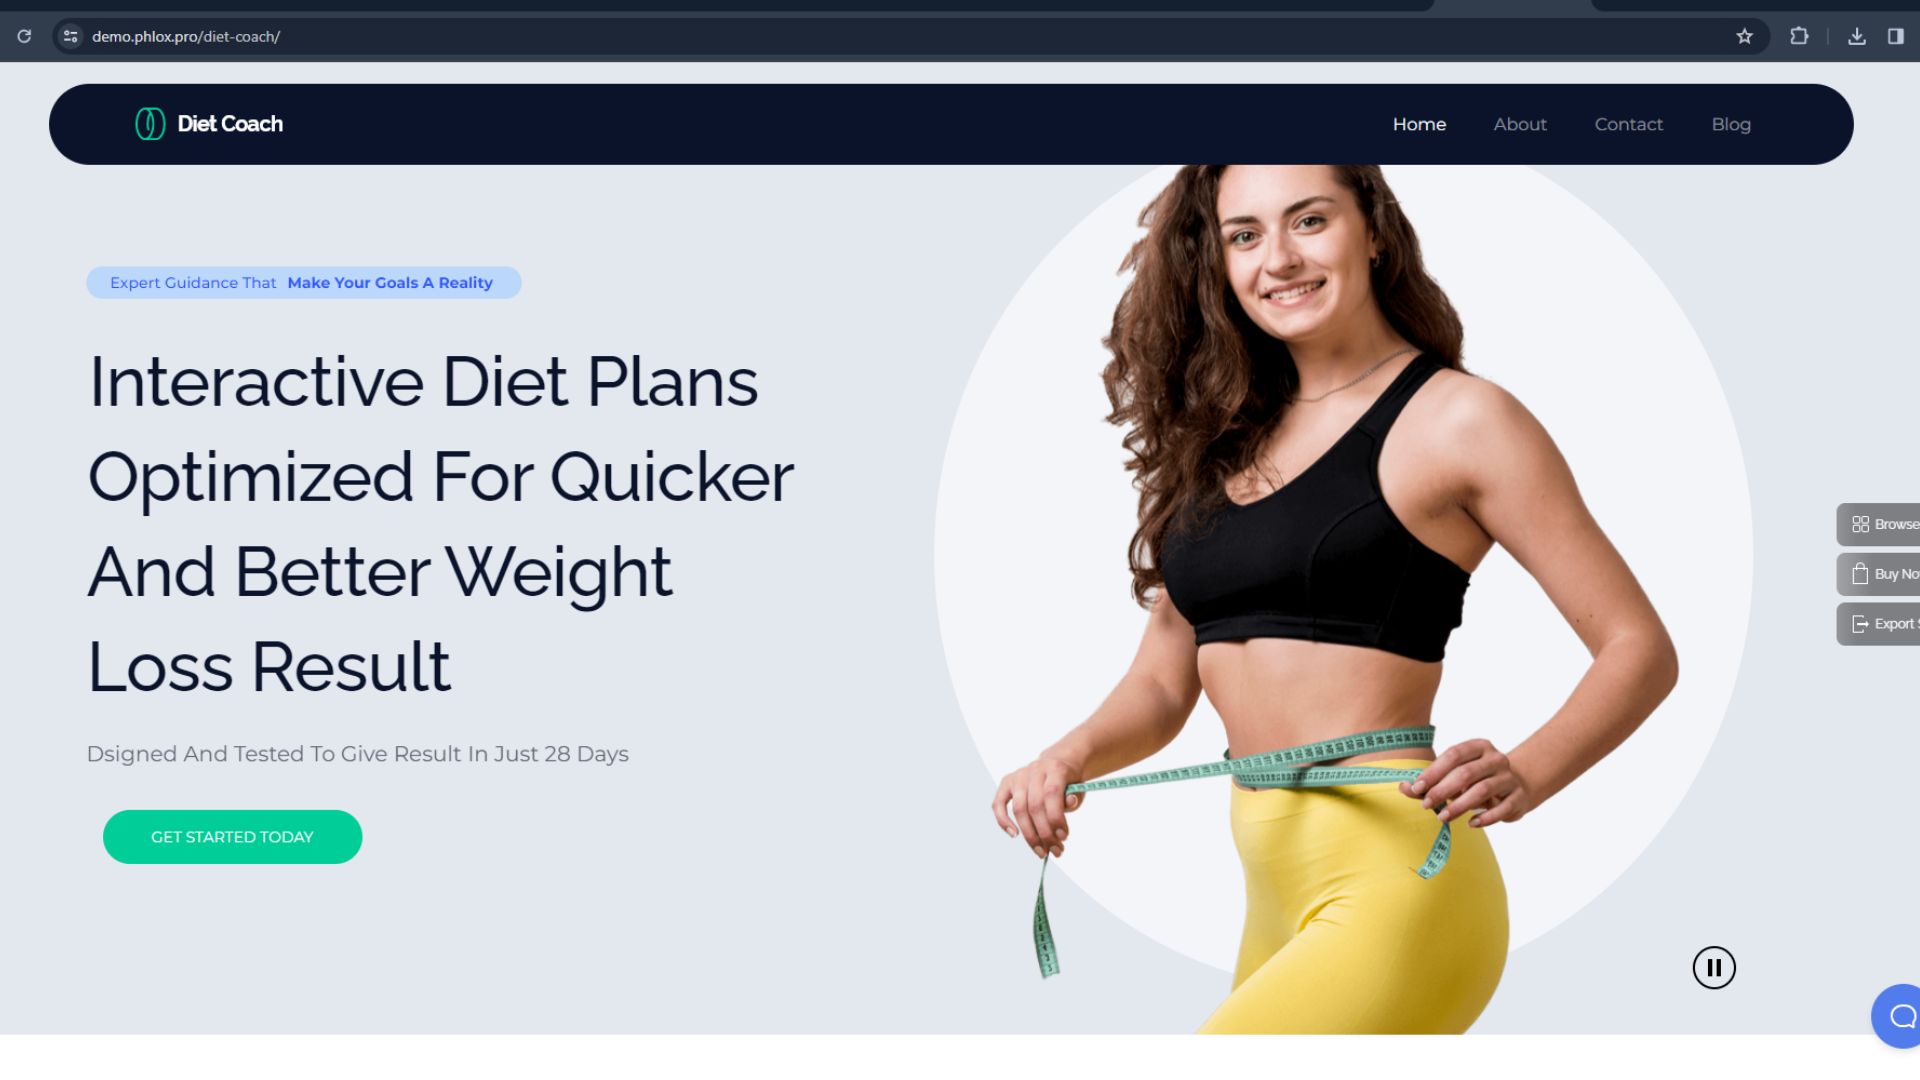 demo.phlox.pro/diet-coach/
Diet Coach
Home
About
Contact
Blog
Expert Guidance That Make Your Goals A Reality
Interactive Diet Plans
Optimized For Quicker
And Better Weight
Loss Result
Dsigned And Tested To Give Result In Just 28 Days
GET STARTED TODAY
Browse
Buy No
Export